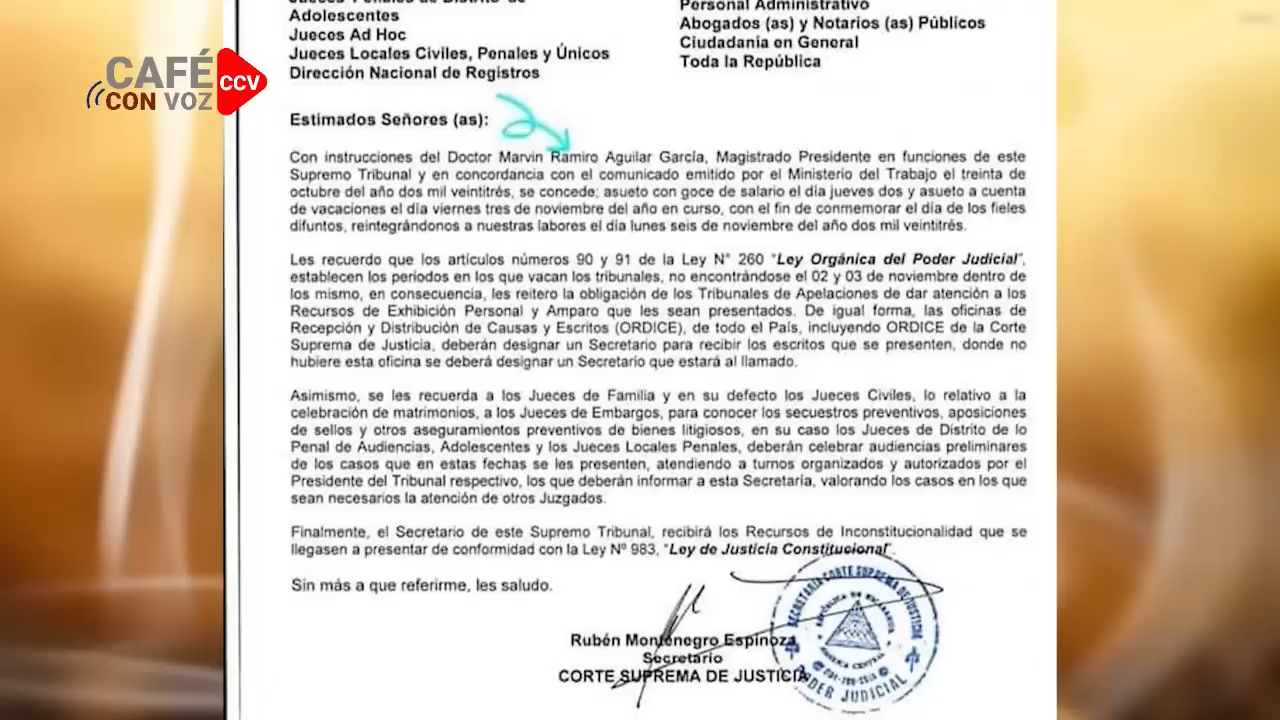 Adolescentes
Jueces Ad Hoc
Jueces Locales Civiles, Penales y Únicos
Dirección Nacional de Registros
Personal Administrativo
Abogados (as) y Notarios (as) Públicos
Ciudadanía en General
Toda la República
CAFÉ
CON VOZ
CCV
Estimados Señores (as):
Con instrucciones del Doctor Marvin Ramiro Aguilar García, Magistrado Presidente en funciones de este
Supremo Tribunal y en concordancia con el comunicado emitido por el Ministerio del Trabajo el treinta de
octubre del año dos mil veintitrés, se concede; asueto con goce de salario el día jueves dos y asueto a cuenta
de vacaciones el día viernes tres de noviembre del año en curso, con el fin de conmemorar el día de los fieles
difuntos, reintegrándonos a nuestras labores el día lunes seis de noviembre del año dos mil veintitrés.
Les recuerdo que los artículos números 90 y 91 de la Ley N° 260 "Ley Orgánica del Poder Judicial",
establecen los períodos en los que vacan los tribunales, no encontrándose el 02 y 03 de noviembre dentro de
los mismo, en consecuencia, les reitero la obligación de los Tribunales de Apelaciones de dar atención a los
Recursos de Exhibición Personal y Amparo que les sean presentados. De igual forma, las oficinas de
Recepción y Distribución de Causas y Escritos (ORDICE), de todo el País, incluyendo ORDICE de la Corte
Suprema de Justicia, deberán designar un Secretario para recibir los escritos que se presenten, donde no
hubiere esta oficina se deberá designar un Secretario que estará al llamado.
Asimismo, se les recuerda a los Jueces de Familia y en su defecto los Jueces Civiles, lo relativo a la
celebración de matrimonios, a los Jueces de Embargos, para conocer los secuestros preventivos, aposiciones
de sellos y otros aseguramientos preventivos de bienes litigiosos, en su caso los Jueces de Distrito de lo
Penal de Audiencias, Adolescentes y los Jueces Locales Penales, deberán celebrar audiencias preliminares
de los casos que en estas fechas se les presenten, atendiendo a turnos organizados y autorizados por el
Presidente del Tribunal respectivo, los que deberán informar a esta Secretaría, valorando los casos en los que
sean necesarios la atención de otros Juzgados.
Finalmente, el Secretario de este Supremo Tribunal, recibirá los Recursos de Inconstitucionalidad que se
llegasen a presentar de conformidad con la Ley Nº 983, "Ley de Justicia Constitucional".
Sin más a que referirme, les saludo.
Rubén Montenegro Espinoza
Secretario
CORTE SUPREMA DE JUSTICIA
SECRETARIA CORTE SUPREMA DE JUSTICIA
REPÚBLICA DE NICARAGUA
AMERICA CENTRAL
PODER JUDICIAL